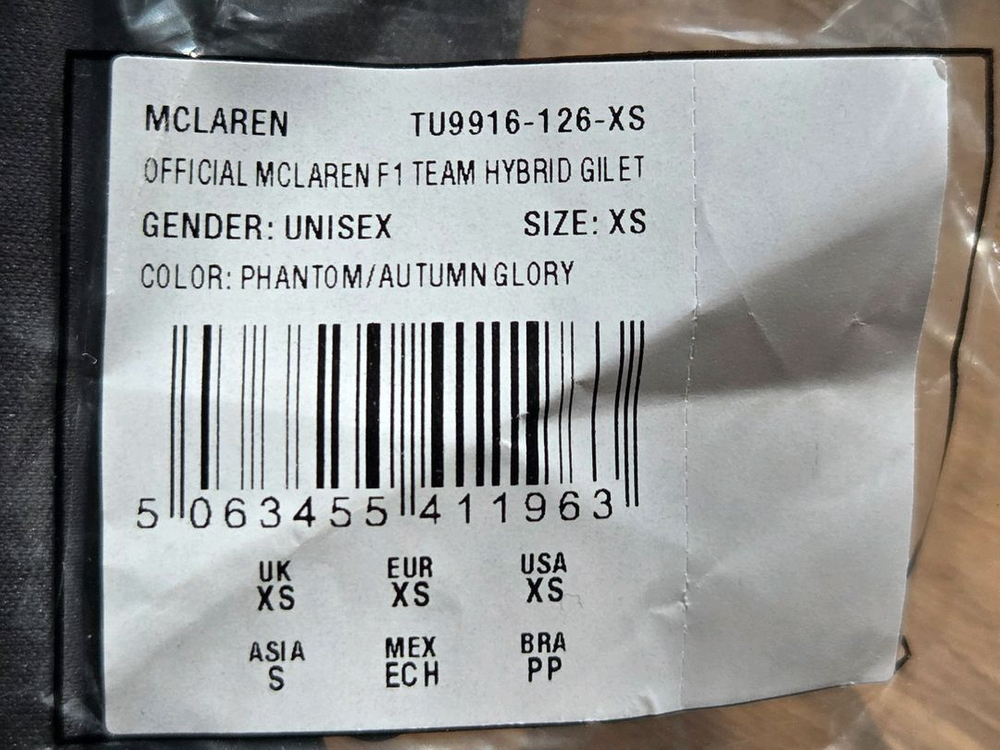 MCLAREN TU9916-126-XS
OFFICIAL MCLAREN F1 TEAM HYBRID GILET
GENDER: UNISEX SIZE: XS
COLOR: PHANTOM/AUTUMN GLORY
5 063455 411963
UK EUR USA
XS XS XS
ASIA MEX BRA
S ECH PP